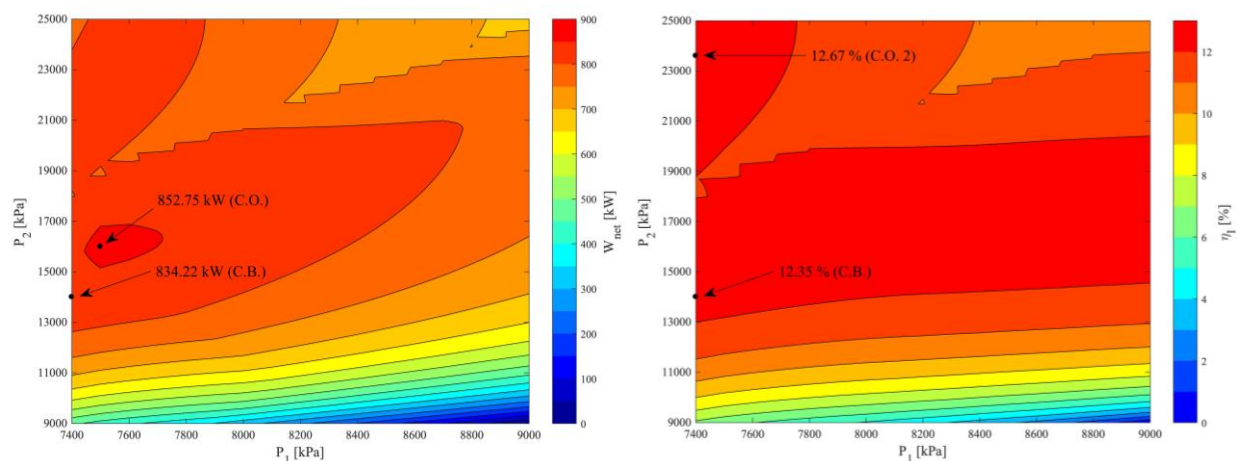 25000
23000
21000
19000
17000
15000
13000
11000
9000
P2 [kPa]
852.75 kW (C.O.)
834.22 kW (C.B.)
7400 7600 7800 8000 8200 8400 8600 8800 9000
P1 [kPa]
900
800
700
600
500
400
300
200
100
0
Wnet [kW]
25000
23000
21000
19000
17000
15000
13000
11000
9000
P2 [kPa]
12.67 % (C.O. 2)
12.35 % (C.B.)
7400 7600 7800 8000 8200 8400 8600 8800 9000
P1 [kPa]
12
10
8
6
4
2
0
ηI [%]